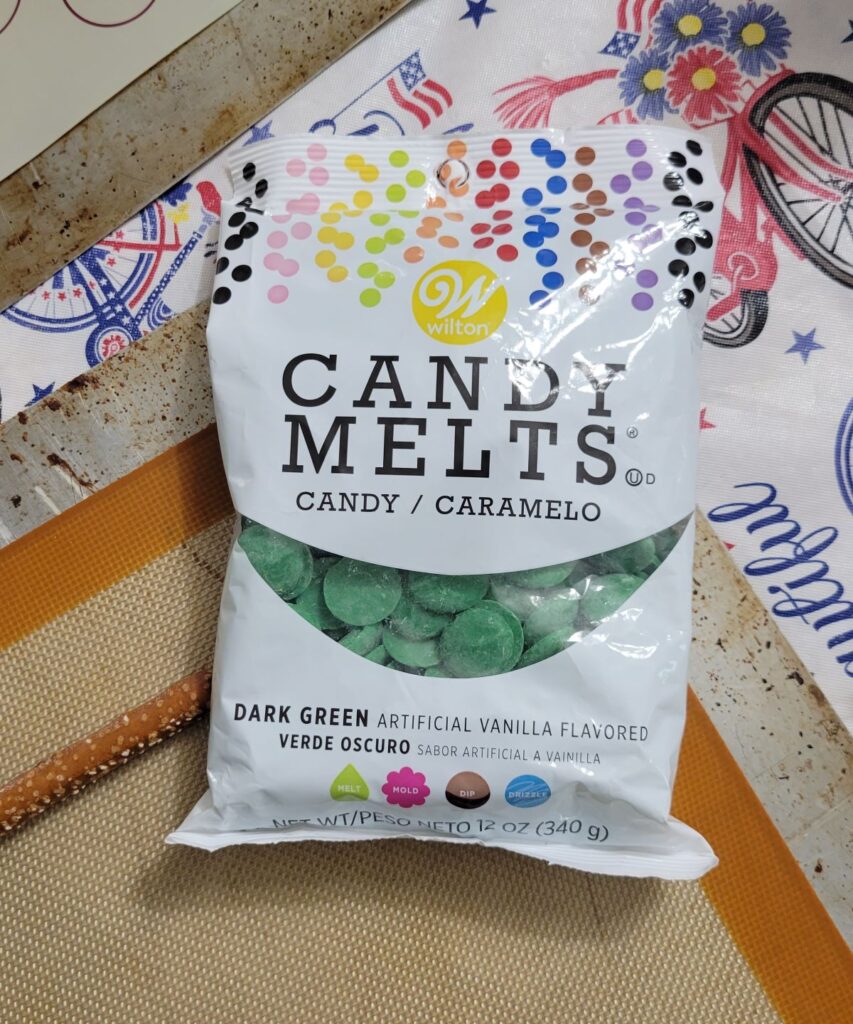 wilton
CANDY
MELTS®
Ⓤ D
CANDY / CARAMELO
DARK GREEN ARTIFICIAL VANILLA FLAVORED
VERDE OSCURO SABOR ARTIFICIAL A VAINILLA
MELT MOLD DIP DRIZZLE
NET WT/PESO NETO 12 OZ (340 g)